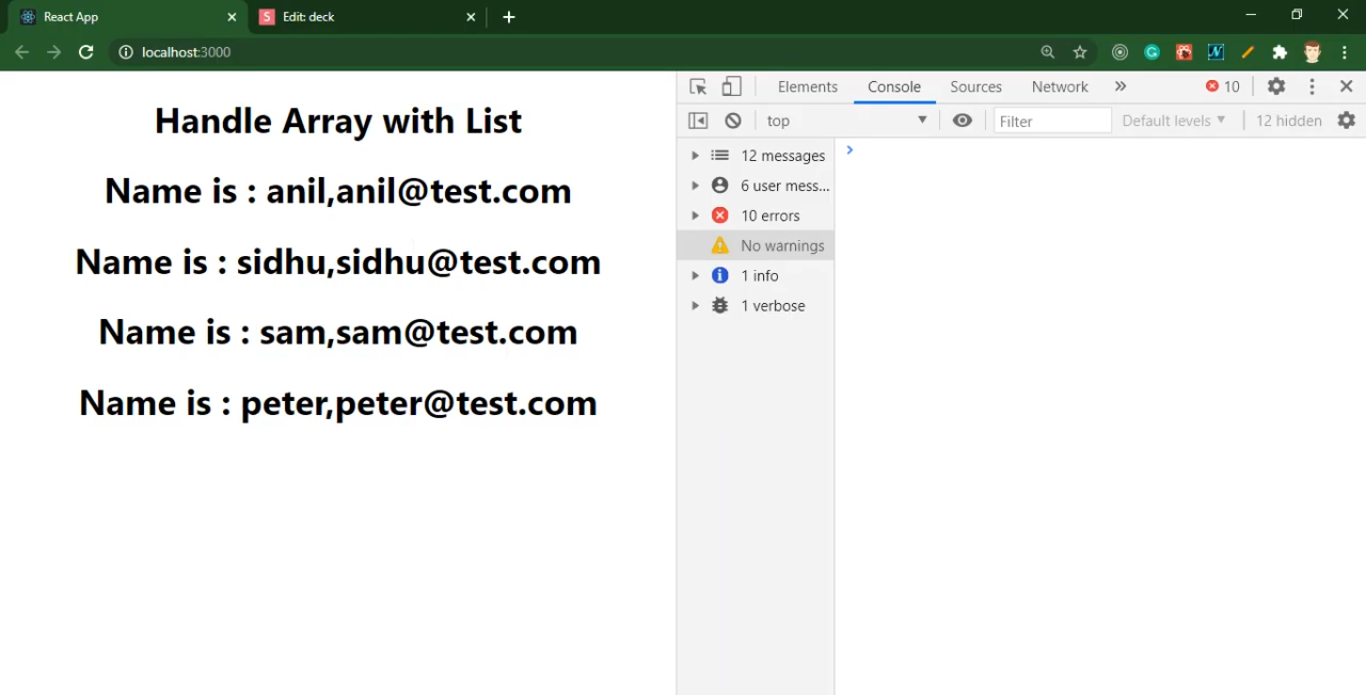 React App
S Edit: deck
localhost:3000
Elements Console Sources Network 10
top Filter Default levels 12 hidden
Handle Array with List
Name is : anil,anil@test.com
Name is : sidhu,sidhu@test.com
Name is : sam,sam@test.com
Name is : peter,peter@test.com
12 messages
6 user mess...
10 errors
No warnings
1 info
1 verbose